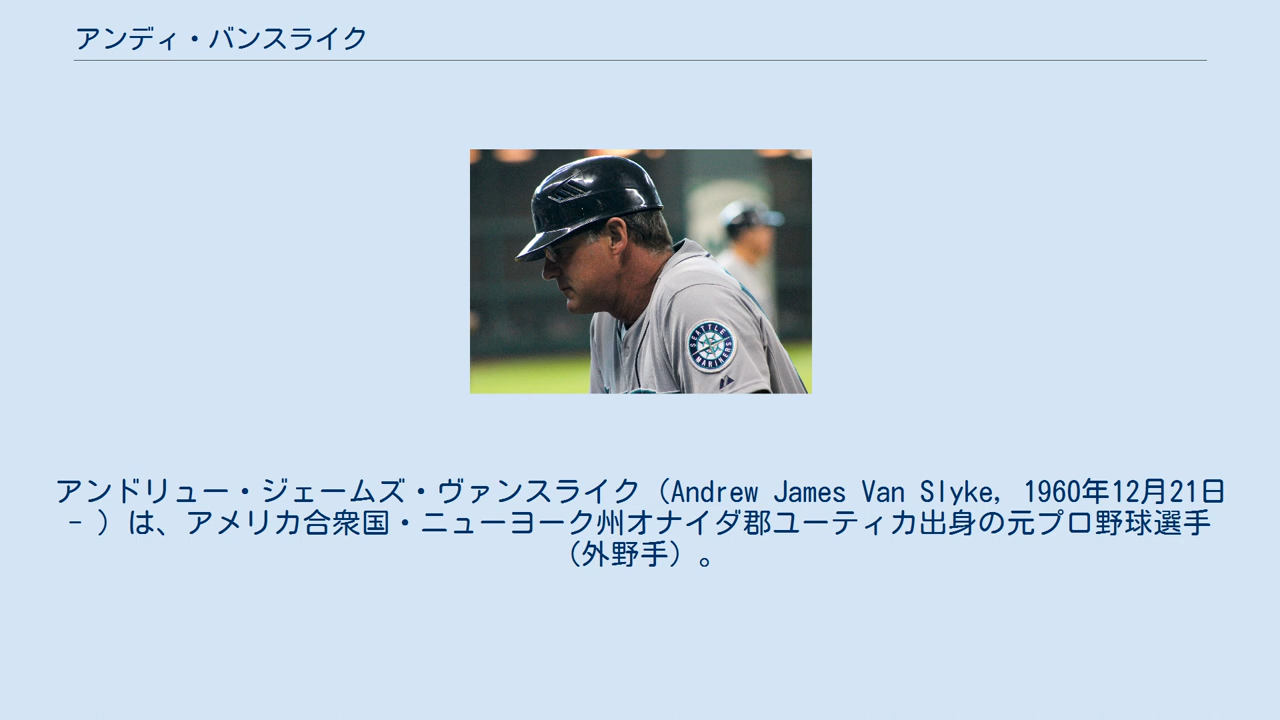 アンディ・バンスライク
SEATTLE
MARINERS
アンドリュー・ジェームズ・ヴァンスライク（Andrew James Van Slyke, 1960年12月21日
- ）は、アメリカ合衆国・ニューヨーク州オナイダ郡ユーティカ出身の元プロ野球選手
（外野手）。